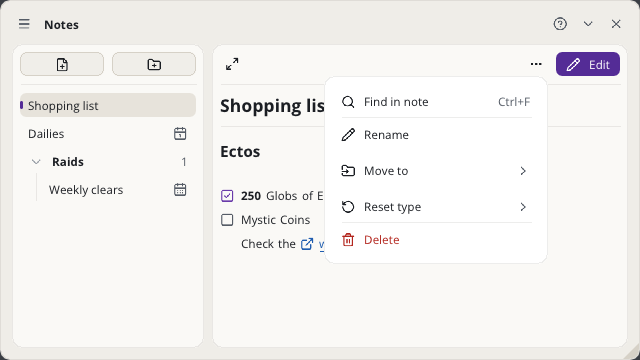 Notes
Edit
Shopping list
Dailies
Raids 1
Weekly clears
Shopping lis
Ectos
250 Globs of E
Mystic Coins
Check the
Find in note Ctrl+F
Rename
Move to
Reset type
Delete